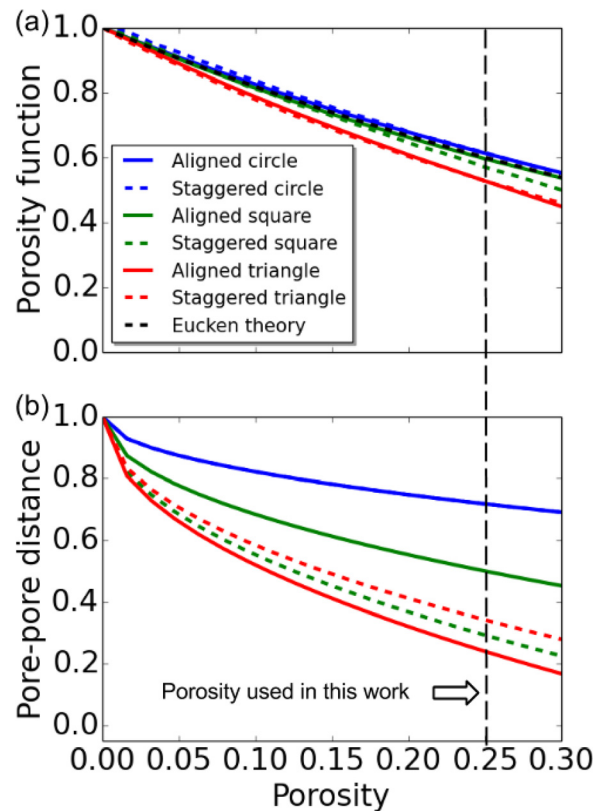 (a)
1.0
0.8
0.6
0.4
0.2
0.0
Porosity function
Aligned circle
Staggered circle
Aligned square
Staggered square
Aligned triangle
Staggered triangle
Eucken theory
(b)
1.0
0.8
0.6
0.4
0.2
0.0
Pore-pore distance
Porosity used in this work
0.00 0.05 0.10 0.15 0.20 0.25 0.30
Porosity